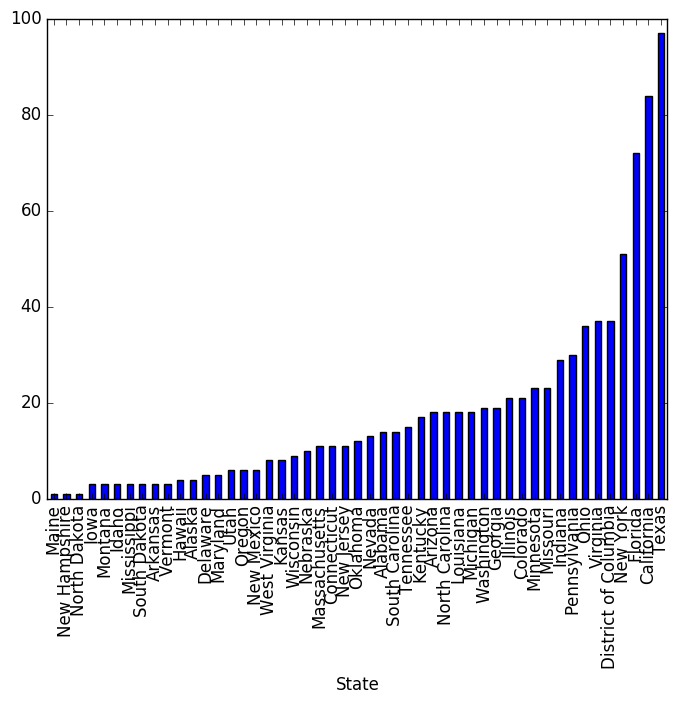 100
80
60
40
20
0
Maine
New Hampshire
North Dakota
Iowa
Montana
Idaho
Mississippi
South Dakota
Arkansas
Vermont
Hawaii
Alaska
Delaware
Maryland
Utah
Oregon
New Mexico
West Virginia
Kansas
Wisconsin
Nebraska
Massachusetts
Connecticut
New Jersey
Oklahoma
Nevada
Alabama
South Carolina
Tennessee
Kentucky
Arizona
North Carolina
Louisiana
Michigan
Washington
Georgia
Illinois
Colorado
Minnesota
Missouri
Indiana
Pennsylvania
Ohio
Virginia
District of Columbia
New York
Florida
California
Texas
State